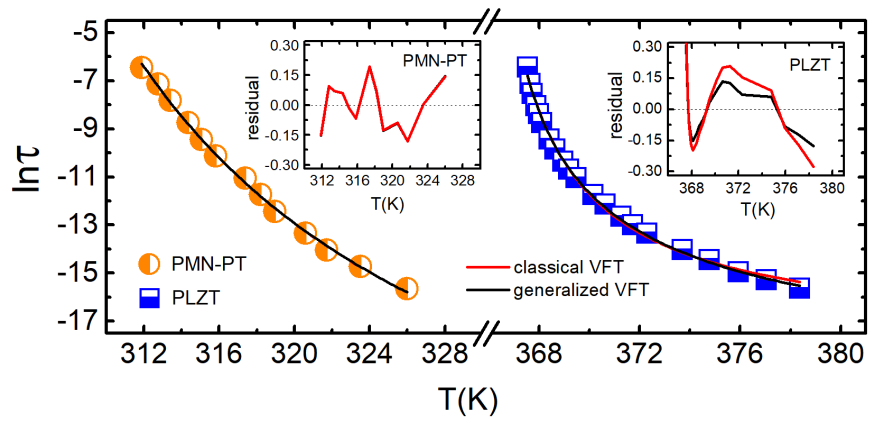 -5
-7
-9
-11
-13
-15
-17
lnτ
312 316 320 324 328 368 372 376 380
T(K) T(K)
PMN-PT
PLZT
classical VFT
generalized VFT
0.30
0.15
0.00
-0.15
-0.30
residual
PMN-PT
312 316 320 324 328
T(K)
0.30
0.15
0.00
-0.15
-0.30
residual
PLZT
368 372 376 380
T(K)